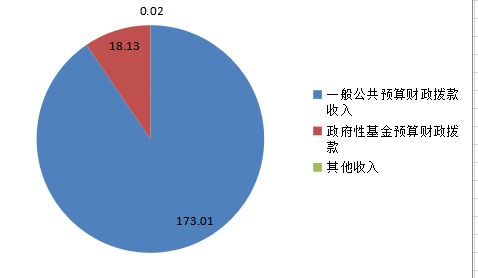 0.02
18.13
173.01
一般公共预算财政拨款
收入
政府性基金预算财政拨
款
其他收入